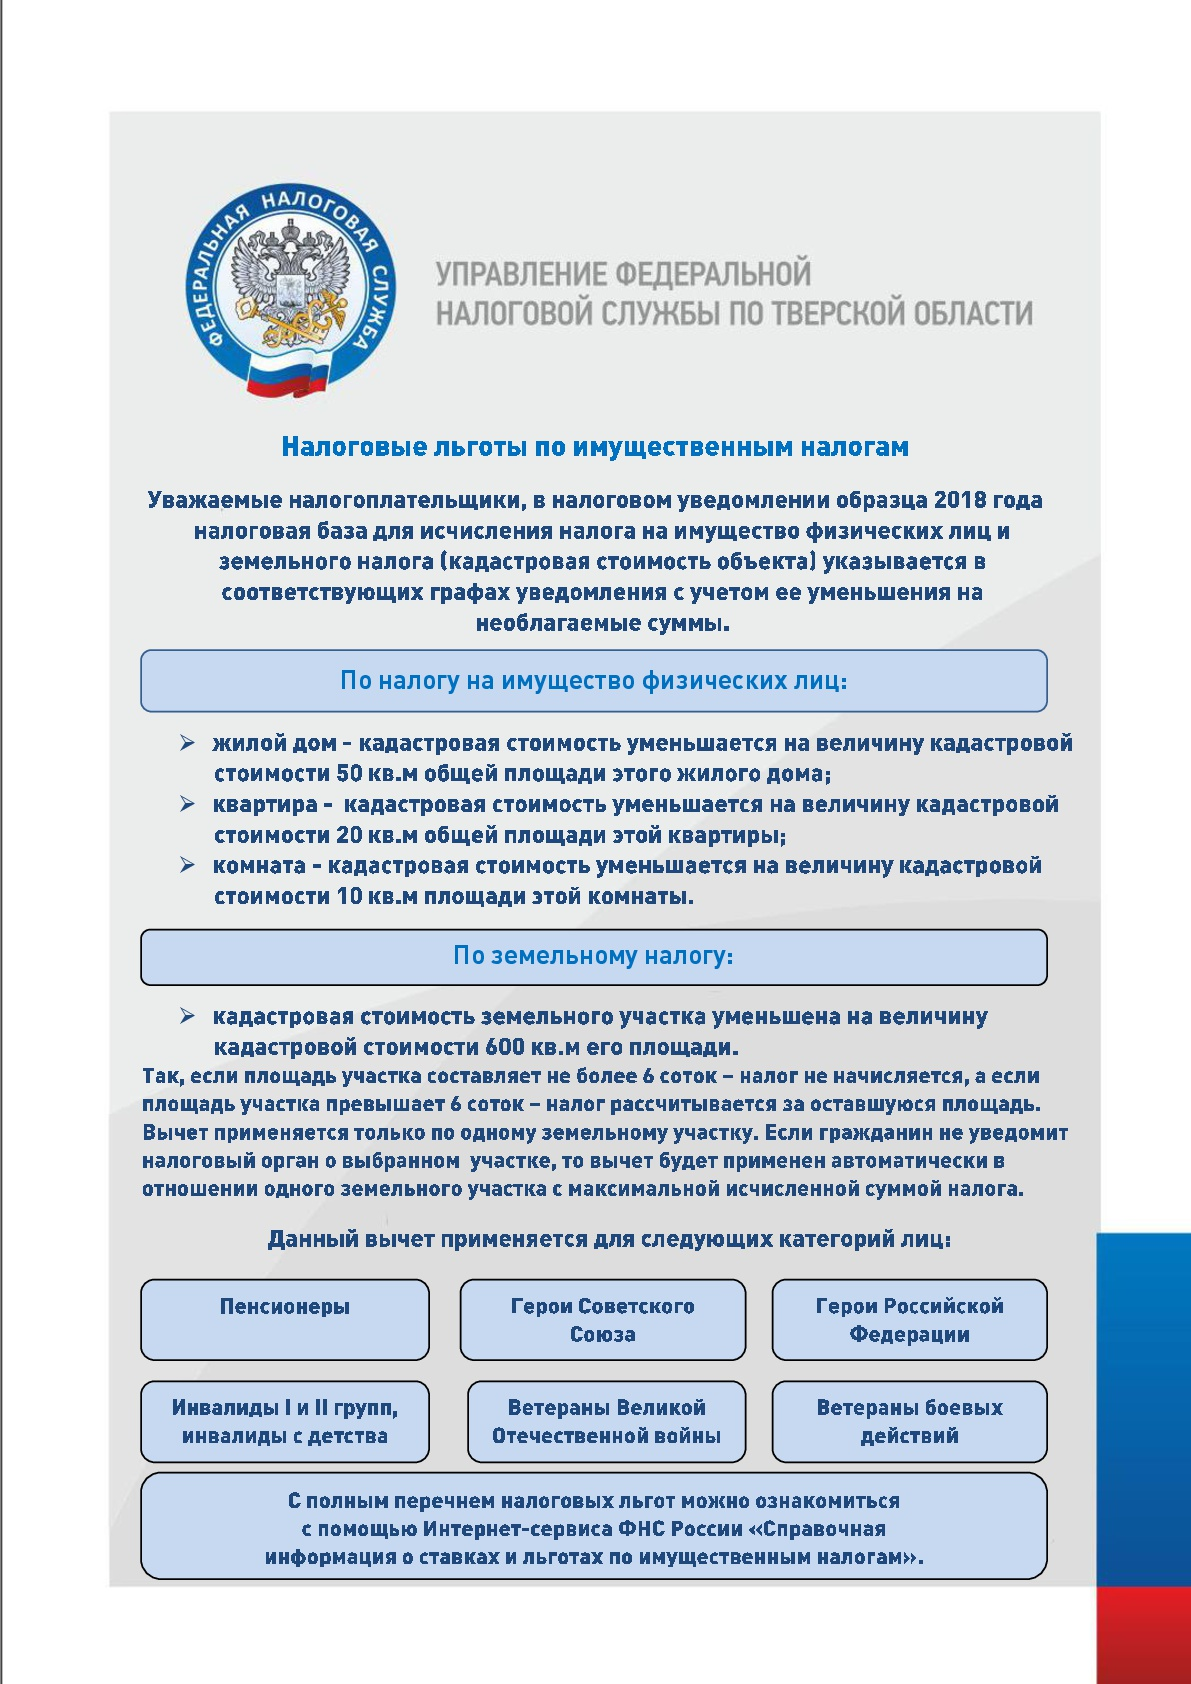 ФЕДЕРАЛЬНАЯ НАЛОГОВАЯ СЛУЖБА
УПРАВЛЕНИЕ ФЕДЕРАЛЬНОЙ
НАЛОГОВОЙ СЛУЖБЫ ПО ТВЕРСКОЙ ОБЛАСТИ
Налоговые льготы по имущественным налогам
Уважаемые налогоплательщики, в налоговом уведомлении образца 2018 года
налоговая база для исчисления налога на имущество физических лиц и
земельного налога (кадастровая стоимость объекта) указывается в
соответствующих графах уведомления с учетом ее уменьшения на
необлагаемые суммы.
По налогу на имущество физических лиц:
жилой дом - кадастровая стоимость уменьшается на величину кадастровой
стоимости 50 кв.м общей площади этого жилого дома;
квартира - кадастровая стоимость уменьшается на величину кадастровой
стоимости 20 кв.м общей площади этой квартиры;
комната - кадастровая стоимость уменьшается на величину кадастровой
стоимости 10 кв.м площади этой комнаты.
По земельному налогу:
кадастровая стоимость земельного участка уменьшена на величину
кадастровой стоимости 600 кв.м его площади.
Так, если площадь участка составляет не более 6 соток – налог не начисляется, а если
площадь участка превышает 6 соток – налог рассчитывается за оставшуюся площадь.
Вычет применяется только по одному земельному участку. Если гражданин не уведомит
налоговый орган о выбранном участке, то вычет будет применен автоматически в
отношении одного земельного участка с максимальной исчисленной суммой налога.
Данный вычет применяется для следующих категорий лиц:
Пенсионеры
Герои Советского
Союза
Герои Российской
Федерации
Инвалиды I и II групп,
инвалиды с детства
Ветераны Великой
Отечественной войны
Ветераны боевых
действий
С полным перечнем налоговых льгот можно ознакомиться
с помощью Интернет-сервиса ФНС России «Справочная
информация о ставках и льготах по имущественным налогам».